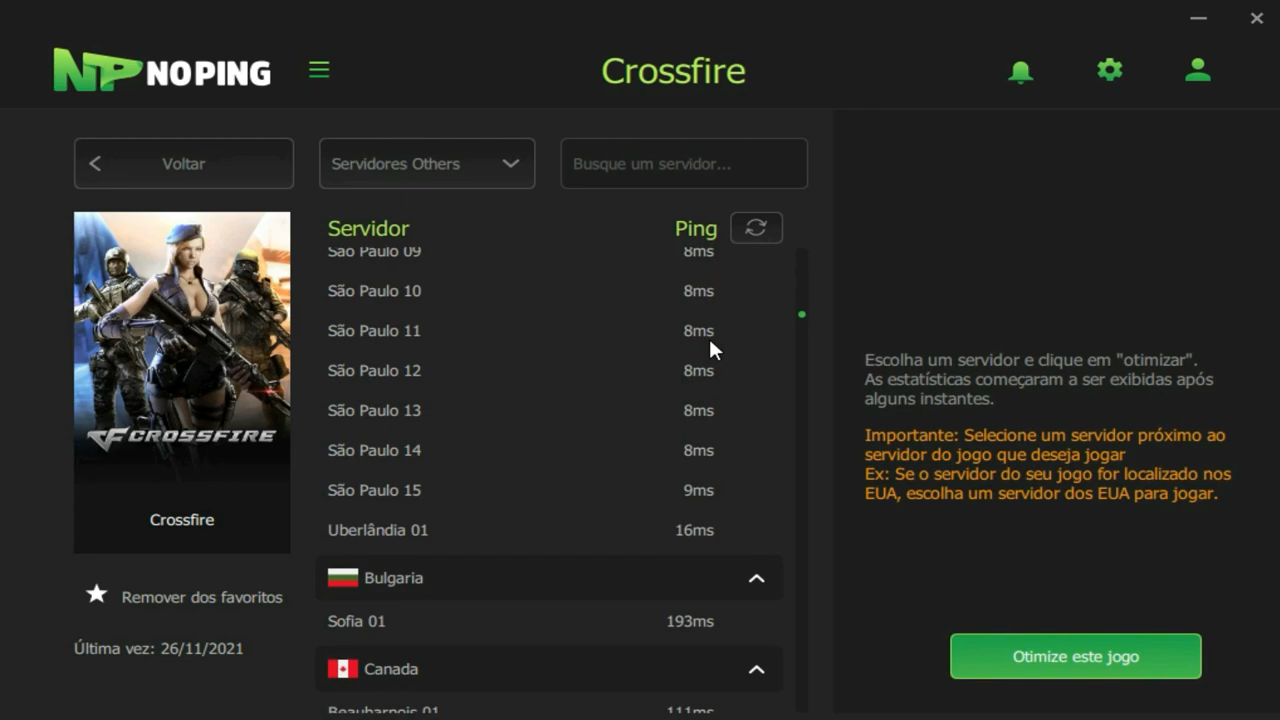 NP NOPING
Crossfire
Voltar
Servidores Others
Busque um servidor...
Servidor Ping
São Paulo 09 8ms
São Paulo 10 8ms
São Paulo 11 8ms
São Paulo 12 8ms
São Paulo 13 8ms
São Paulo 14 8ms
São Paulo 15 9ms
Uberlândia 01 16ms
Bulgaria
Sofia 01 193ms
Canada
Beauharnois 01 111ms
CF CROSSFIRE
Crossfire
Remover dos favoritos
Última vez: 26/11/2021
Escolha um servidor e clique em "otimizar".
As estatísticas começaram a ser exibidas após
alguns instantes.
Importante: Selecione um servidor próximo ao
servidor do jogo que deseja jogar
Ex: Se o servidor do seu jogo for localizado nos
EUA, escolha um servidor dos EUA para jogar.
Otimize este jogo